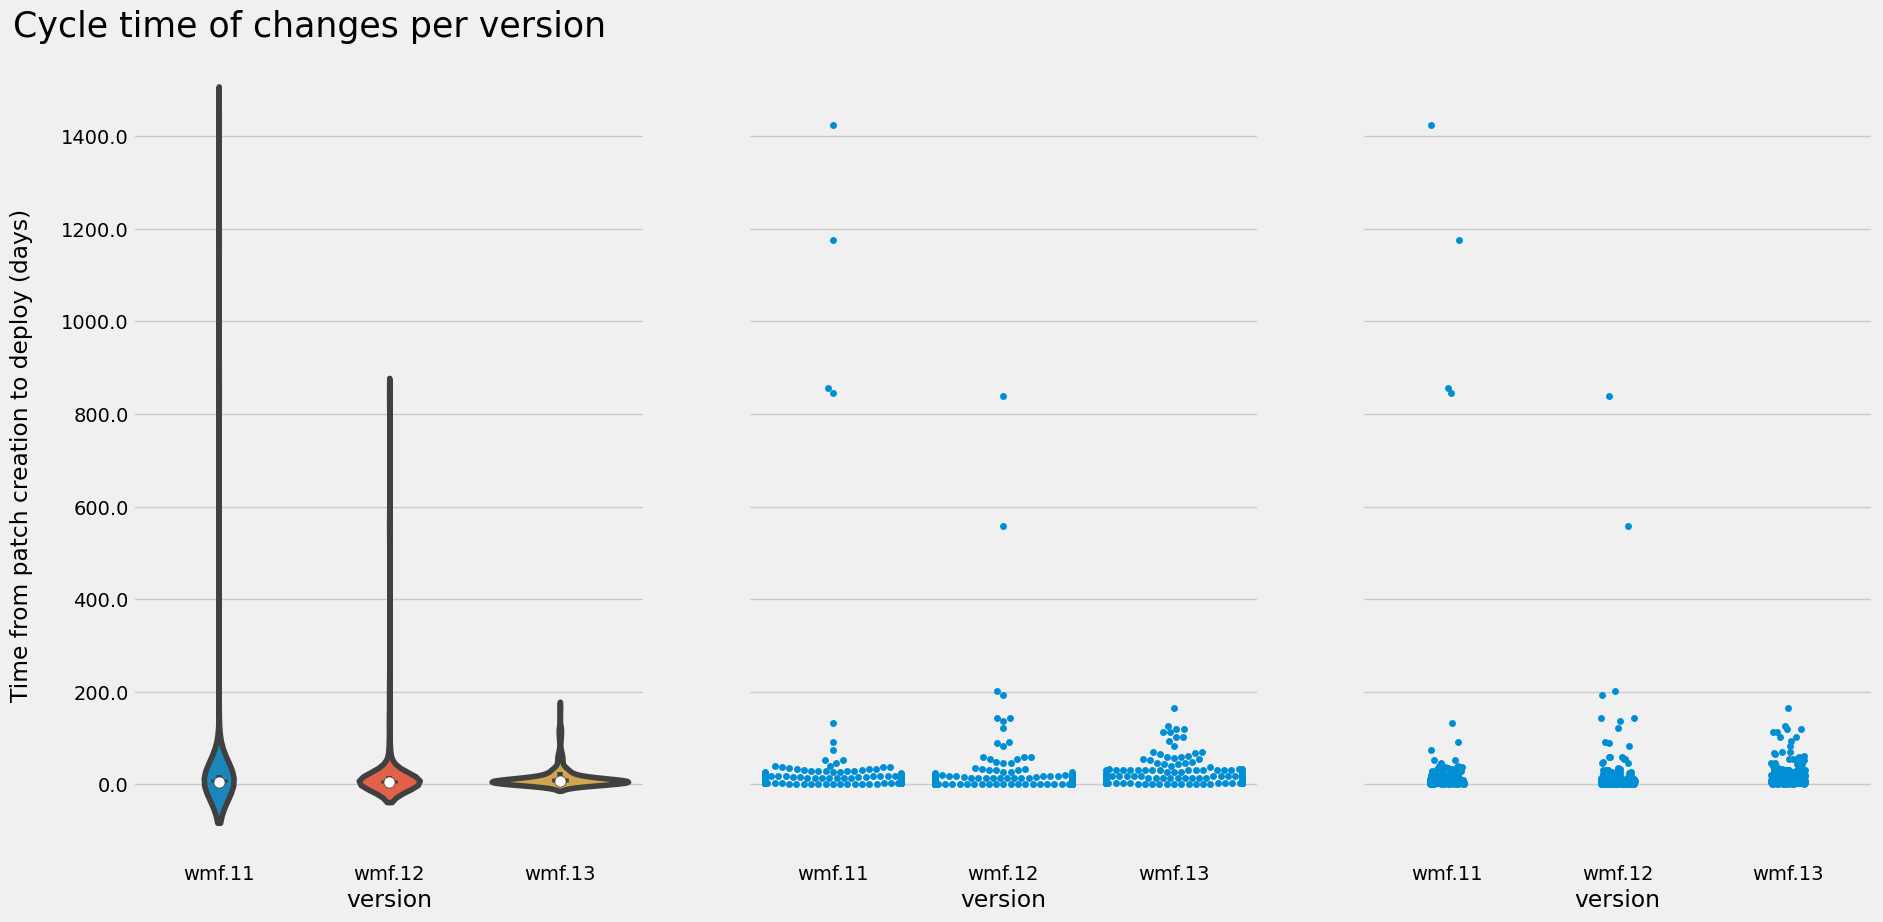 Cycle time of changes per version
Time from patch creation to deploy (days)
1400.0
1200.0
1000.0
800.0
600.0
400.0
200.0
0.0
wmf.11 wmf.12 wmf.13
version
wmf.11 wmf.12 wmf.13
version
wmf.11 wmf.12 wmf.13
version